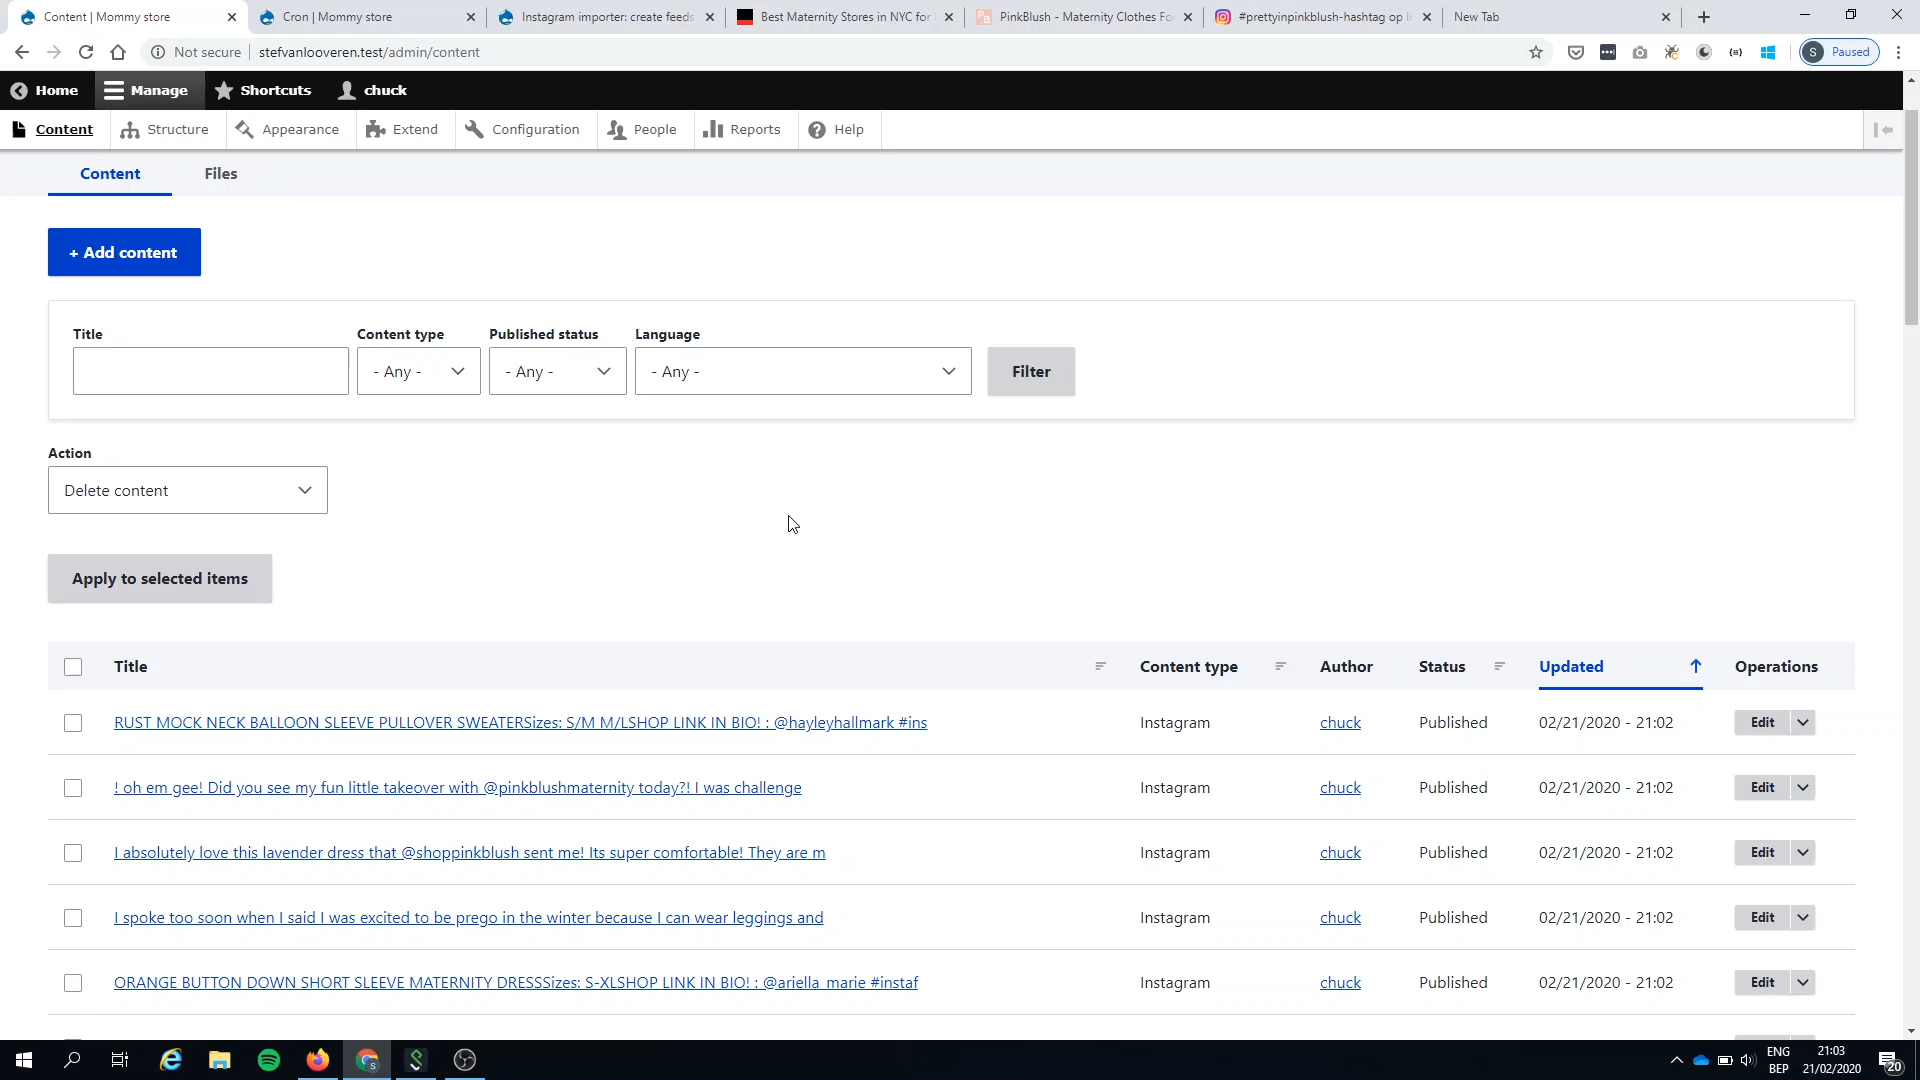 Content | Mommy store
Cron | Mommy store
Instagram importer: create feeds
Best Maternity Stores in NYC for
PinkBlush - Maternity Clothes Fo
#prettyinpinkblush-hashtag op I
New Tab
Not secure
stefvanlooveren.test/admin/content
S Paused
Home
Manage
Shortcuts
chuck
Content
Structure
Appearance
Extend
Configuration
People
Reports
Help
Content
Files
+ Add content
Title
Content type
Published status
Language
- Any -
- Any -
- Any -
Filter
Action
Delete content
Apply to selected items
Title
Content type
Author
Status
Updated
Operations
RUST MOCK NECK BALLOON SLEEVE PULLOVER SWEATERSizes: S/M M/LSHOP LINK IN BIO! : @hayleyhallmark #ins
Instagram
chuck
Published
02/21/2020 - 21:02
Edit
! oh em gee! Did you see my fun little takeover with @pinkblushmaternity today?! I was challenge
Instagram
chuck
Published
02/21/2020 - 21:02
Edit
I absolutely love this lavender dress that @shoppinkblush sent me! Its super comfortable! They are m
Instagram
chuck
Published
02/21/2020 - 21:02
Edit
I spoke too soon when I said I was excited to be prego in the winter because I can wear leggings and
Instagram
chuck
Published
02/21/2020 - 21:02
Edit
ORANGE BUTTON DOWN SHORT SLEEVE MATERNITY DRESSSizes: S-XLSHOP LINK IN BIO! : @ariella_marie #instaf
Instagram
chuck
Published
02/21/2020 - 21:02
Edit
ENG
BEP
21:03
21/02/2020
20